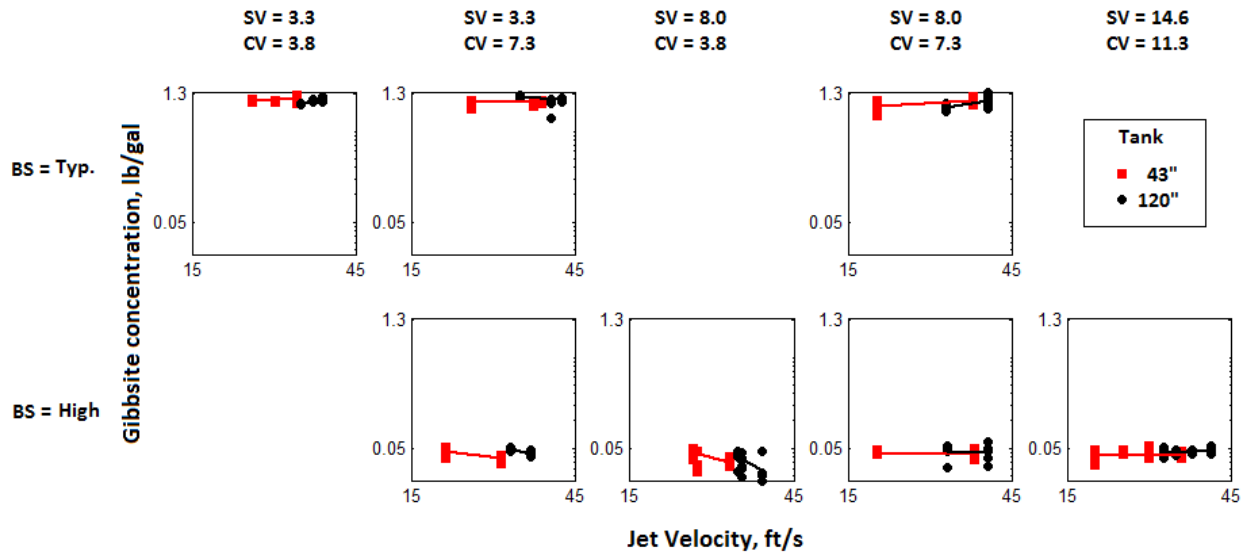 SV = 3.3 SV = 3.3 SV = 8.0 SV = 8.0 SV = 14.6
CV = 3.8 CV = 7.3 CV = 3.8 CV = 7.3 CV = 11.3
1.3 1.3 1.3
Tank
43"
120"
BS = Typ.
0.05 0.05 0.05
15 45 15 45 15 45
Gibbsite concentration, lb/gal
1.3 1.3 1.3 1.3
BS = High
0.05 0.05 0.05 0.05
15 45 15 45 15 45 15 45
Jet Velocity, ft/s